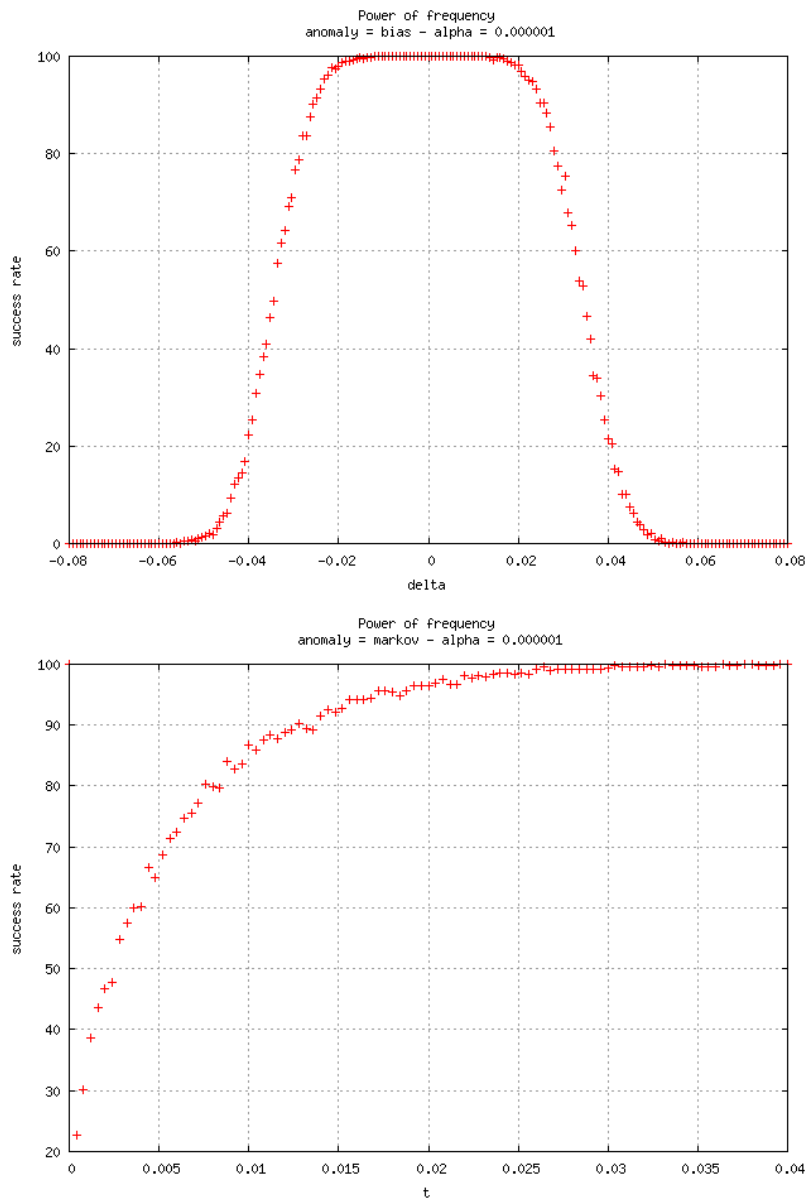 Power of frequency
anomaly = bias - alpha = 0.000001
100
80
60
40
20
0
success rate
-0.08 -0.06 -0.04 -0.02 0 0.02 0.04 0.06 0.08
delta
Power of frequency
anomaly = markov - alpha = 0.000001
100
90
80
70
60
50
40
30
20
success rate
0 0.005 0.01 0.015 0.02 0.025 0.03 0.035 0.04
t